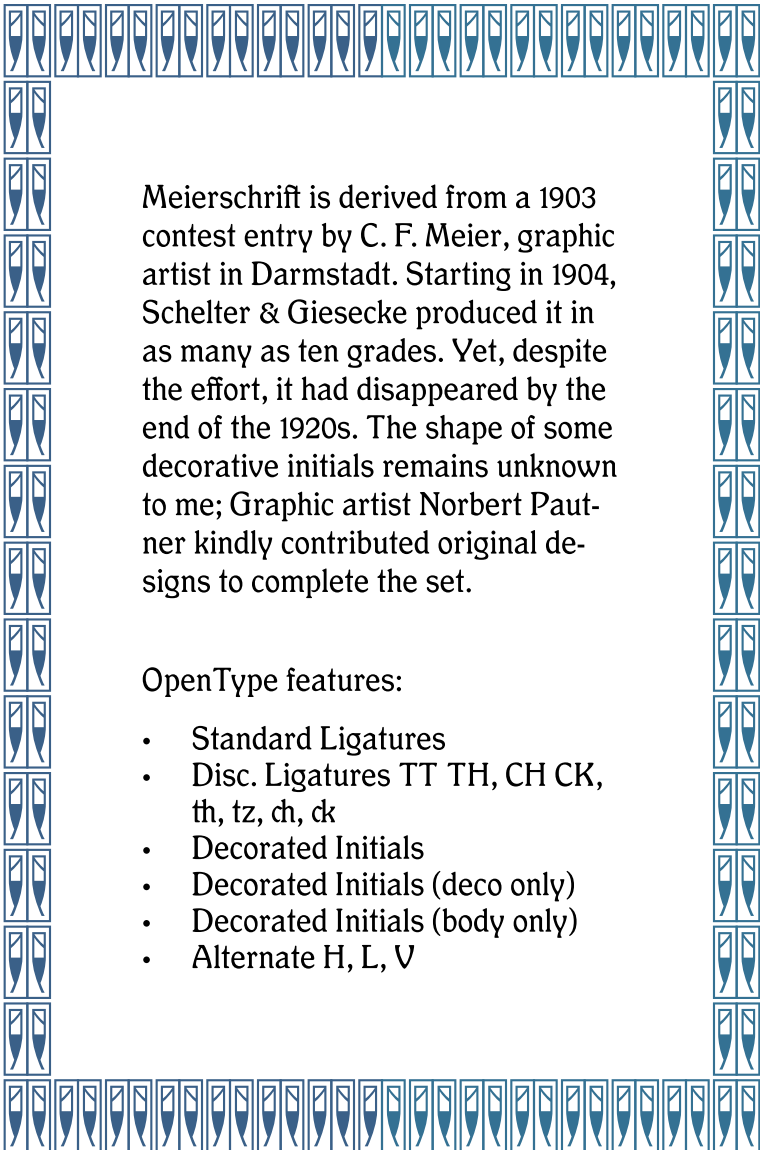 Meierschrift is derived from a 1903
contest entry by C. F. Meier, graphic
artist in Darmstadt. Starting in 1904,
Schelter & Giesecke produced it in
as many as ten grades. Yet, despite
the effort, it had disappeared by the
end of the 1920s. The shape of some
decorative initials remains unknown
to me; Graphic artist Norbert Paut-
ner kindly contributed original de-
signs to complete the set.
OpenType features:
• Standard Ligatures
• Disc. Ligatures TT TH, CH CK,
th, tz, ch, ck
• Decorated Initials
• Decorated Initials (deco only)
• Decorated Initials (body only)
• Alternate H, L, V